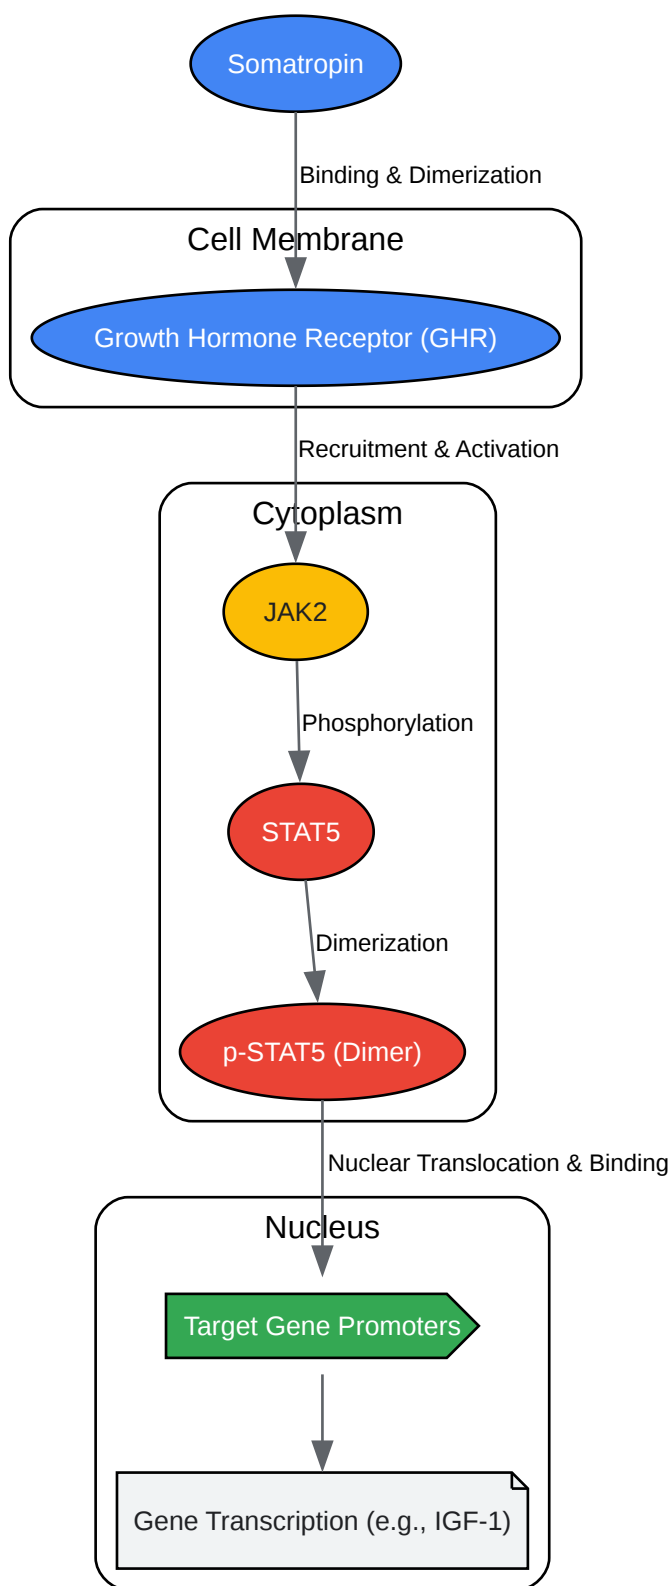 Somatropin
Binding & Dimerization
Cell Membrane
Growth Hormone Receptor (GHR)
Recruitment & Activation
Cytoplasm
JAK2
Phosphorylation
STAT5
Dimerization
p-STAT5 (Dimer)
Nuclear Translocation & Binding
Nucleus
Target Gene Promoters
Gene Transcription (e.g., IGF-1)